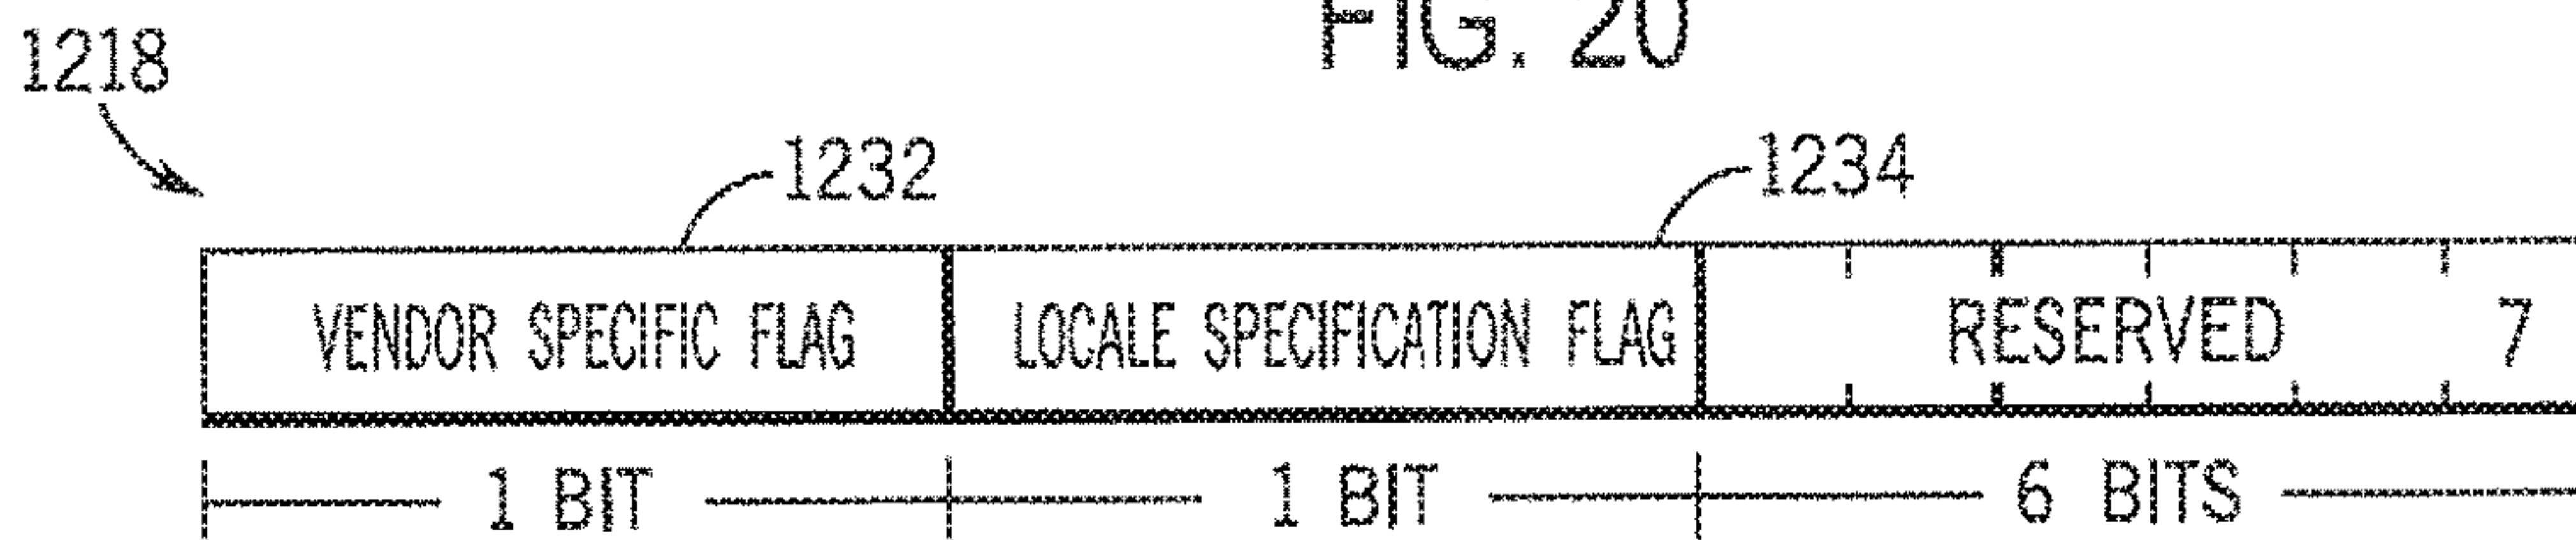 FIG. 20
1218
1232
1234
VENDOR SPECIFIC FLAG
LOCALE SPECIFICATION FLAG
RESERVED
7
1 BIT
1 BIT
6 BITS